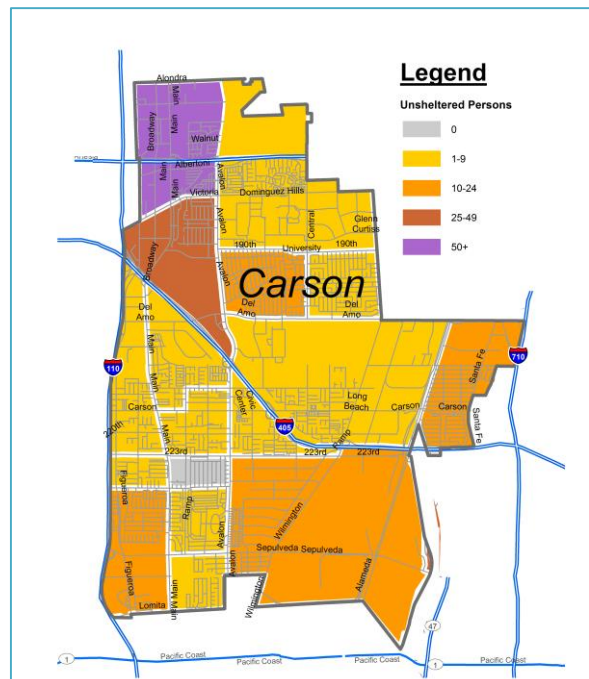 Legend
Unsheltered Persons
0
1-9
10-24
25-49
50+
Alondra
Main
Broadway
Main
Walnut
Albertoni
Main
Main
Avalon
Victoria
Dominguez Hills
Avalon
Central
Glenn
Curtiss
190th
University
190th
Broadway
Avalon
Carson
Del
Amo
Del
Amo
Del
Amo
Main
110
710
Santa Fe
Main
Civic
Center
Long
Beach
Carson
Carson
Carson
Santa Fe
220th
405
Main
Ramp
223rd
223rd
223rd
Figueroa
Ramp
Avalon
Wilmington
Sepulveda
Sepulveda
Avalon
Alameda
Figueroa
Main
Main
Wilmington
Lomita
47
1
Pacific Coast
Pacific Coast
Pacific Coast
1
Pacific Coast